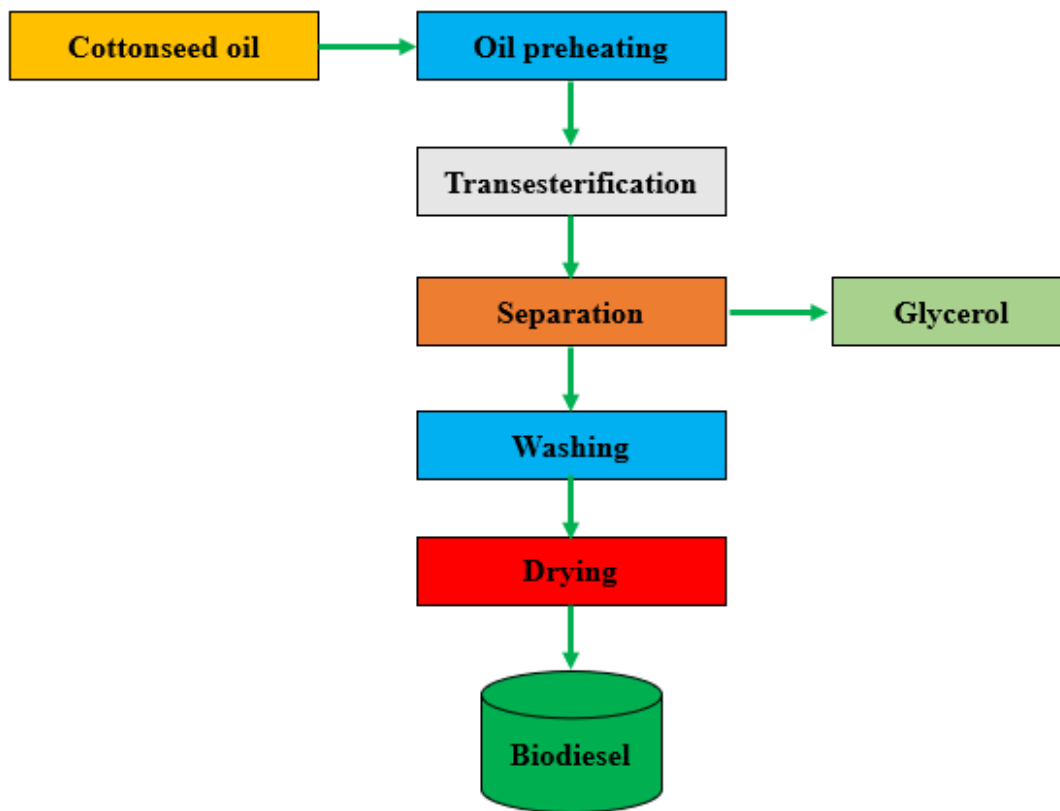 Cottonseed oil
Oil preheating
Transesterification
Separation
Glycerol
Washing
Drying
Biodiesel